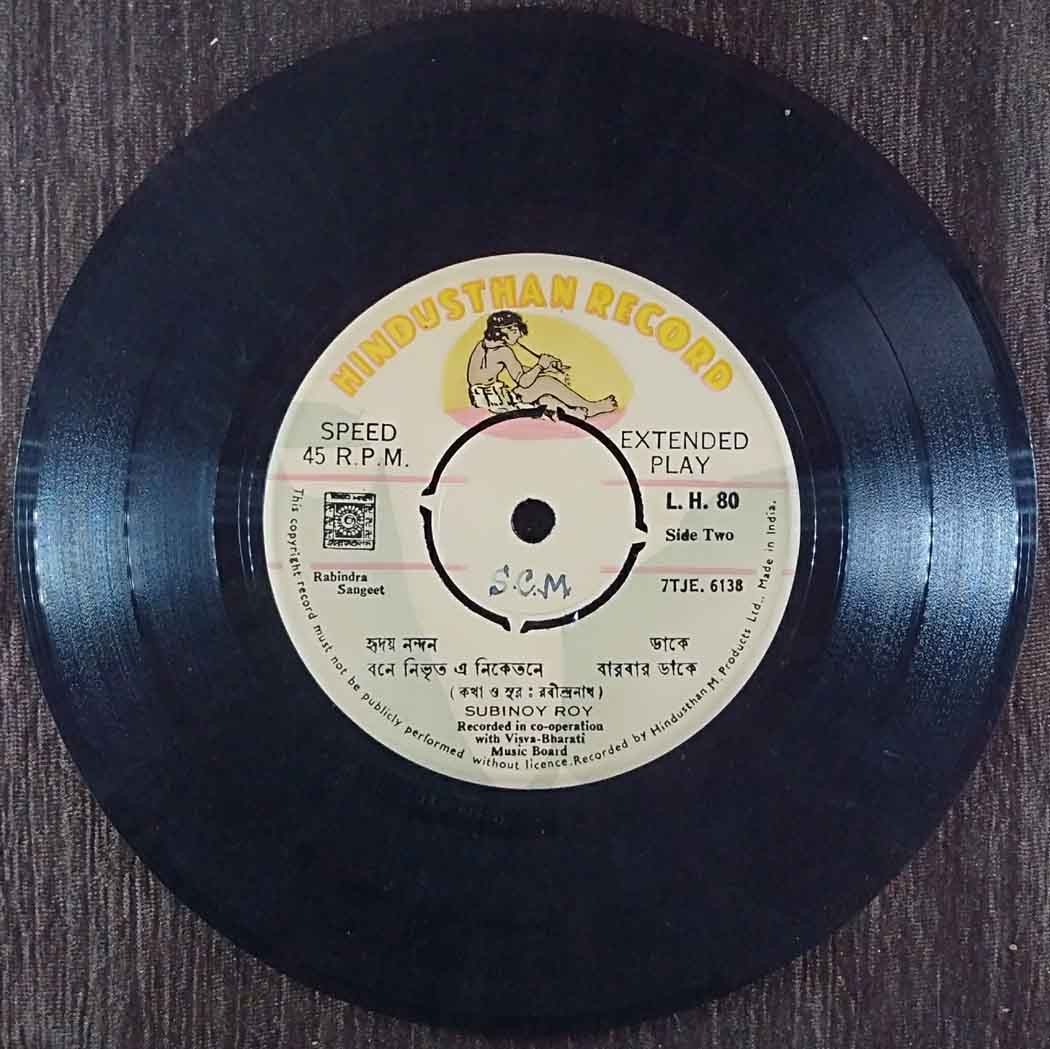 HINDUSTHAN RECORD
SPEED
45 R.P.M.
EXTENDED
PLAY
L. H. 80
Side Two
7TJE. 6138
Rabindra
Sangeet
S.C.M
হৃদয় নন্দন
বনে নিভৃত এ নিকেতনে
ডাকে
বারবার ডাকে
( কথা ও সুর : রবীন্দ্রনাথ )
SUBINOY ROY
Recorded in co-operation
with Visva-Bharati
Music Board
This copyright record must not be publicly performed without licence. Recorded by Hindusthan M. Products Ltd., Made in India.